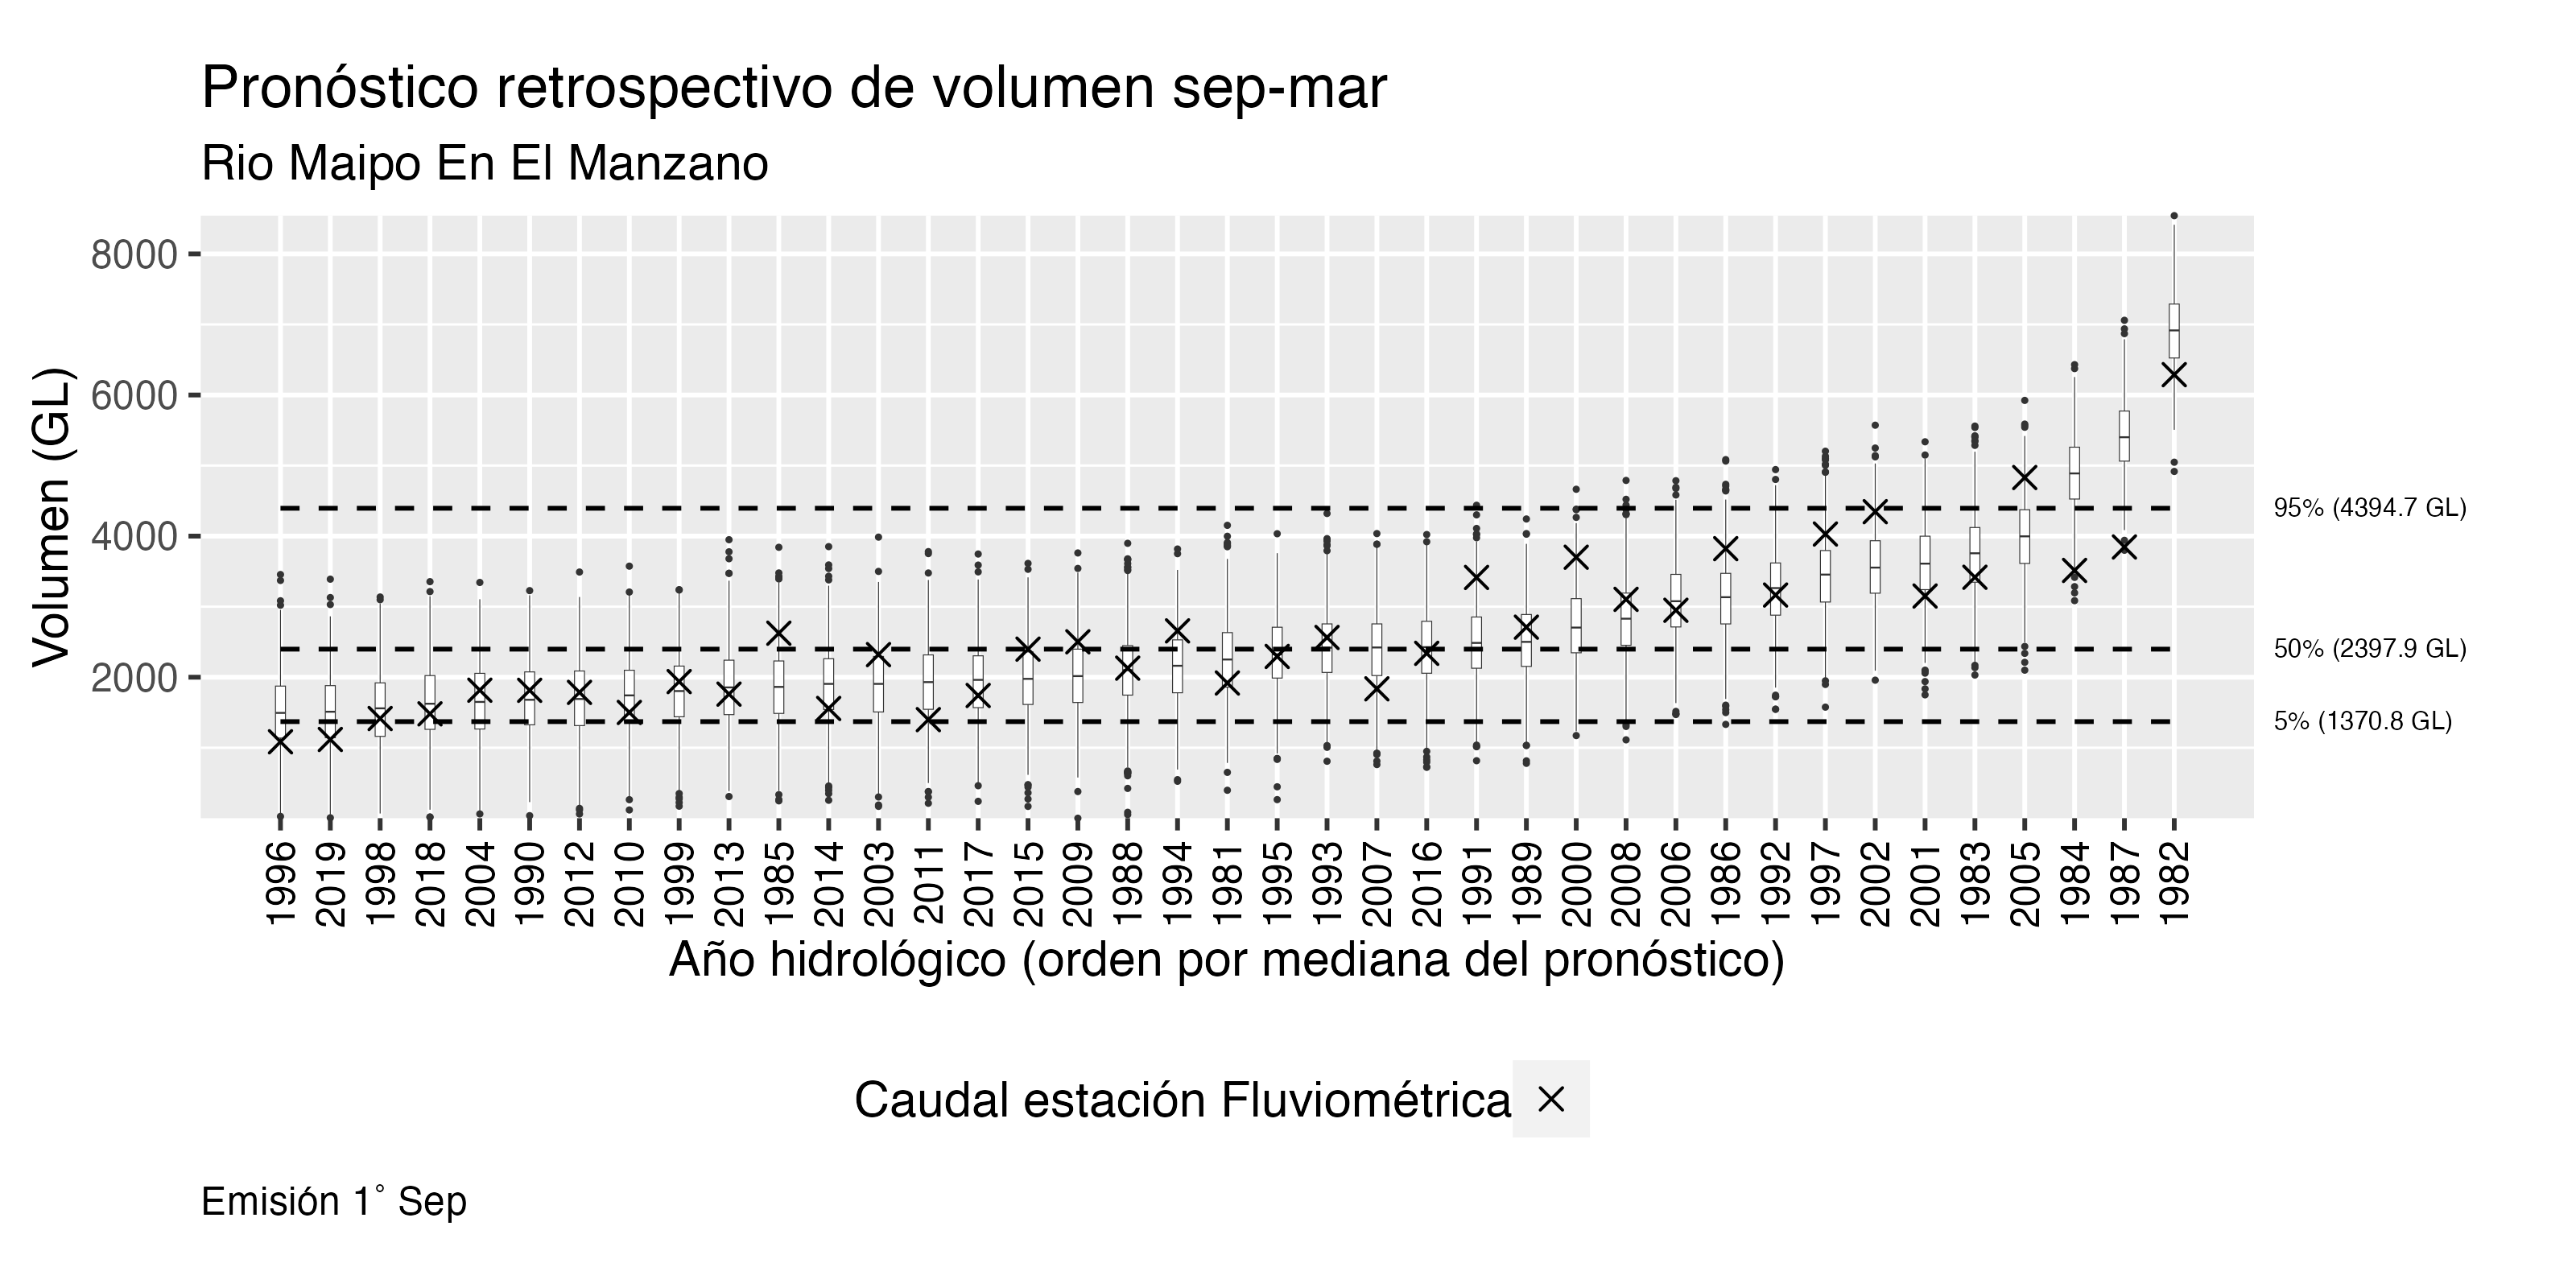 Pronóstico retrospectivo de volumen sep-mar
Rio Maipo En El Manzano
Volumen (GL)
8000
6000
4000
2000
95% (4394.7 GL)
50% (2397.9 GL)
5% (1370.8 GL)
1996 2019 1998 2018 2004 1990 2012 2010 1999 2013 1985 2014 2003 2011 2017 2015 2009 1988 1994 1981 1995 1993 2007 2016 1991 1989 2000 2008 2006 1986 1992 1997 2002 2001 1983 2005 1984 1987 1982
Año hidrológico (orden por mediana del pronóstico)
Caudal estación Fluviométrica
Emisión 1° Sep